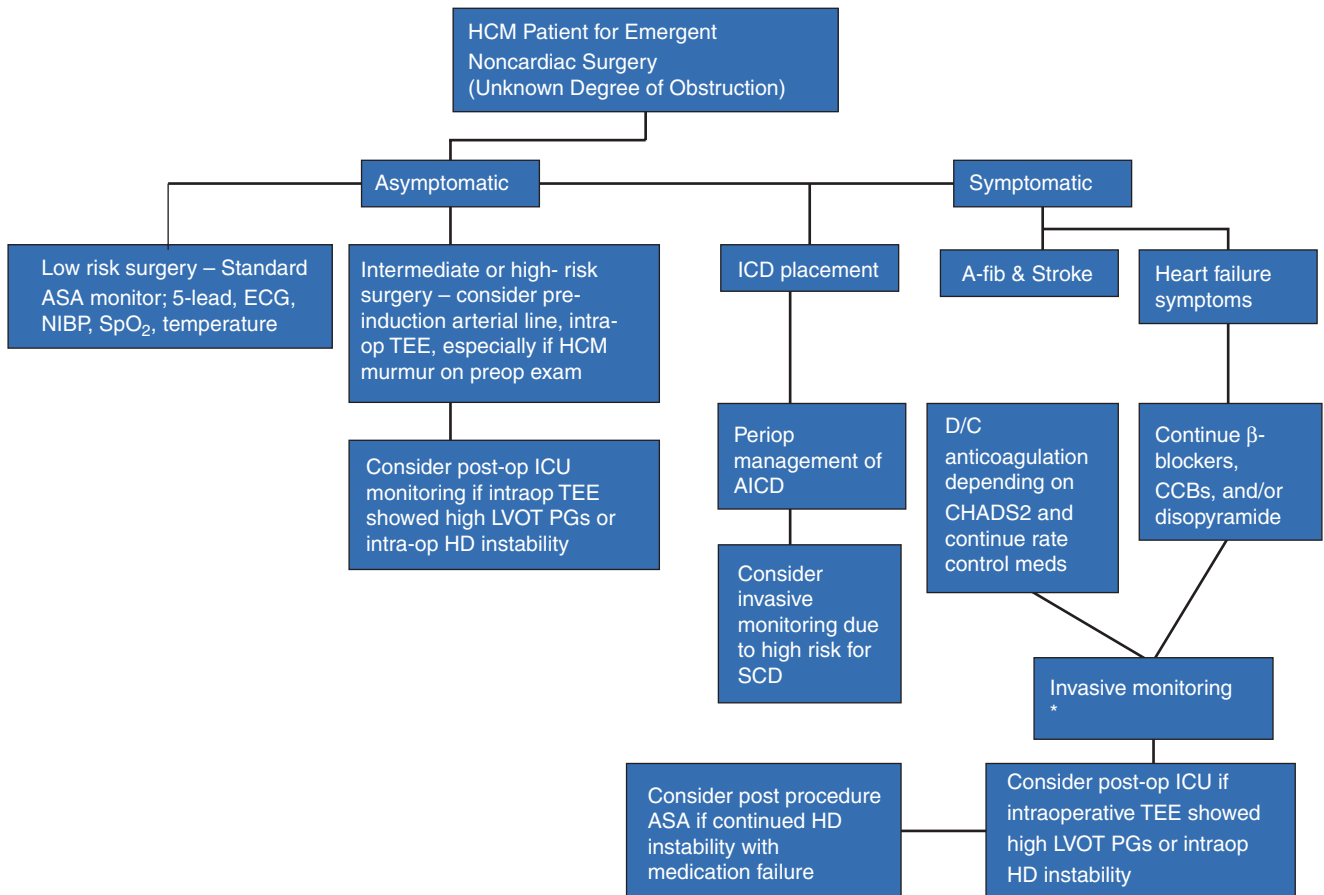 HCM Patient for Emergent
Noncardiac Surgery
(Unknown Degree of Obstruction)
Asymptomatic
Symptomatic
Low risk surgery – Standard
ASA monitor; 5-lead, ECG,
NIBP, SpO2, temperature
Intermediate or high- risk
surgery – consider pre-
induction arterial line, intra-
op TEE, especially if HCM
murmur on preop exam
ICD placement
A-fib & Stroke
Heart failure
symptoms
Consider post-op ICU
monitoring if intraop TEE
showed high LVOT PGs or
intra-op HD instability
Periop
management of
AICD
D/C
anticoagulation
depending on
CHADS2 and
continue rate
control meds
Continue β-
blockers,
CCBs, and/or
disopyramide
Consider
invasive
monitoring due
to high risk for
SCD
Invasive monitoring
*
Consider post procedure
ASA if continued HD
instability with
medication failure
Consider post-op ICU if
intraoperative TEE showed
high LVOT PGs or intraop
HD instability